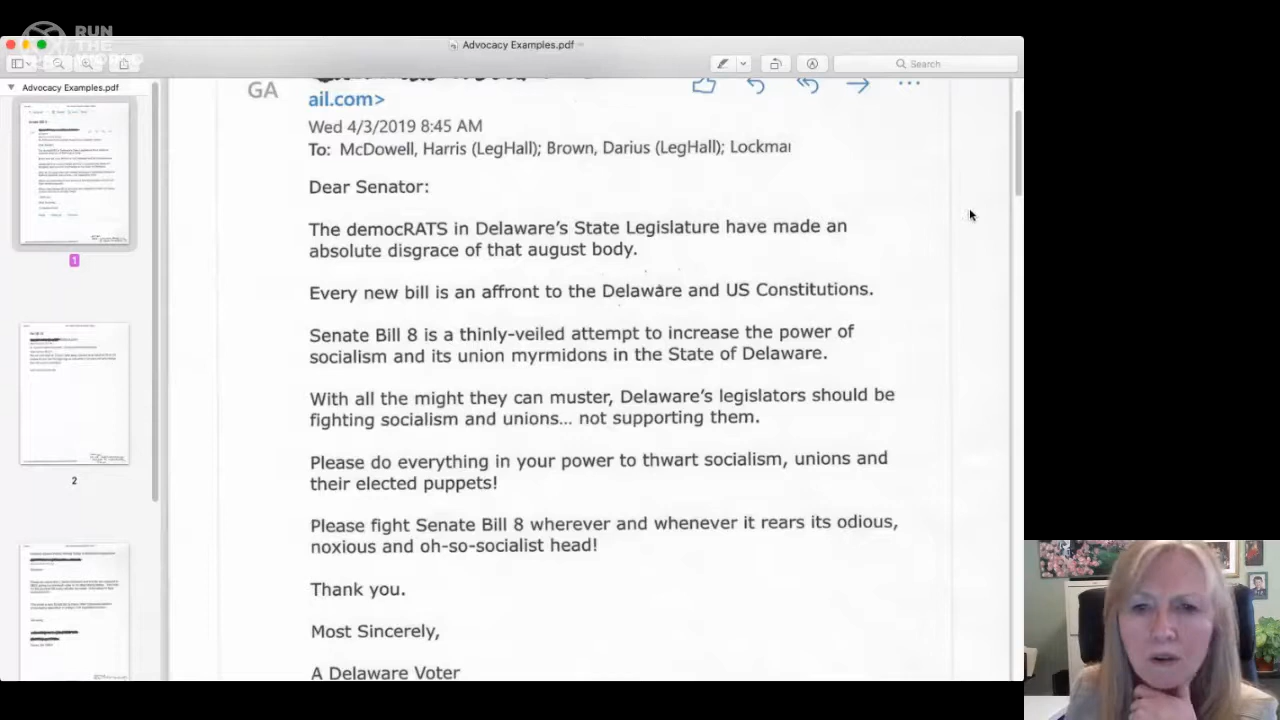 RUN
THE
WORLD
Advocacy Examples.pdf
Search
Advocacy Examples.pdf
1
2
GA
ail.com>
Wed 4/3/2019 8:45 AM
To: McDowell, Harris (LegHall); Brown, Darius (LegHall); Lockmar
Dear Senator:
The democRATS in Delaware's State Legislature have made an
absolute disgrace of that august body.
Every new bill is an affront to the Delaware and US Constitutions.
Senate Bill 8 is a thinly-veiled attempt to increase the power of
socialism and its union myrmidons in the State of Delaware.
With all the might they can muster, Delaware's legislators should be
fighting socialism and unions... not supporting them.
Please do everything in your power to thwart socialism, unions and
their elected puppets!
Please fight Senate Bill 8 wherever and whenever it rears its odious,
noxious and oh-so-socialist head!
Thank you.
Most Sincerely,
A Delaware Voter